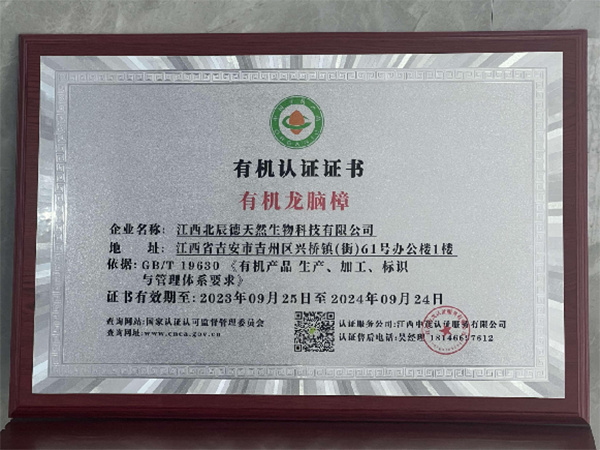 有机认证证书
有机龙脑樟
企业名称: 江西北辰德天然生物科技有限公司
地 址: 江西省吉安市吉州区兴桥镇(街)61号办公楼1楼
依据: GB/T 19630 《有机产品 生产、加工、标识
与管理体系要求》
证书有效期至: 2023年09月25日至 2024年09月24日
查询网站:国家认证认可监督管理委员会
查询网址:www.cnca.gov.cn
认证服务公司:江西中茂认证服务有限公司
认证售后电话:吴经理 18146697612